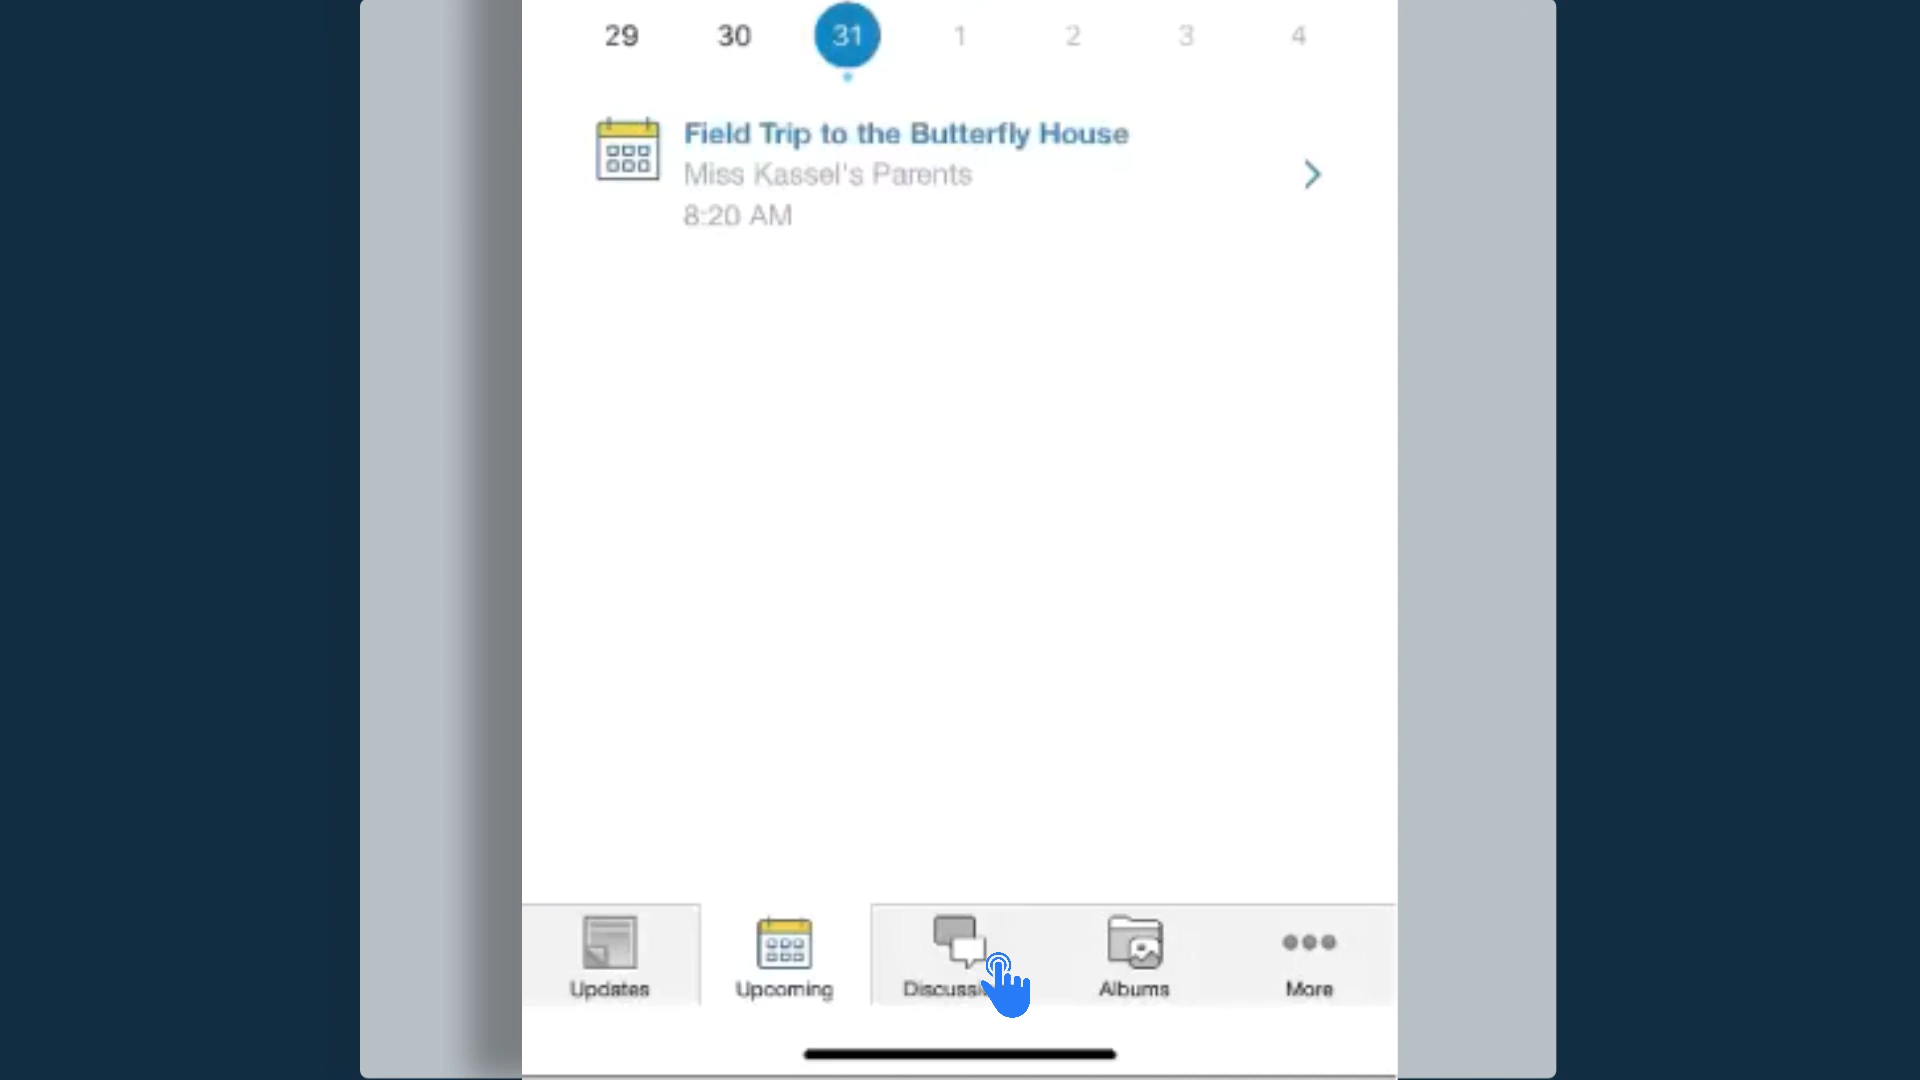 29 30 31 1 2 3 4
Field Trip to the Butterfly House
Miss Kassel's Parents
8:20 AM
Updates Upcoming Discussi Albums More